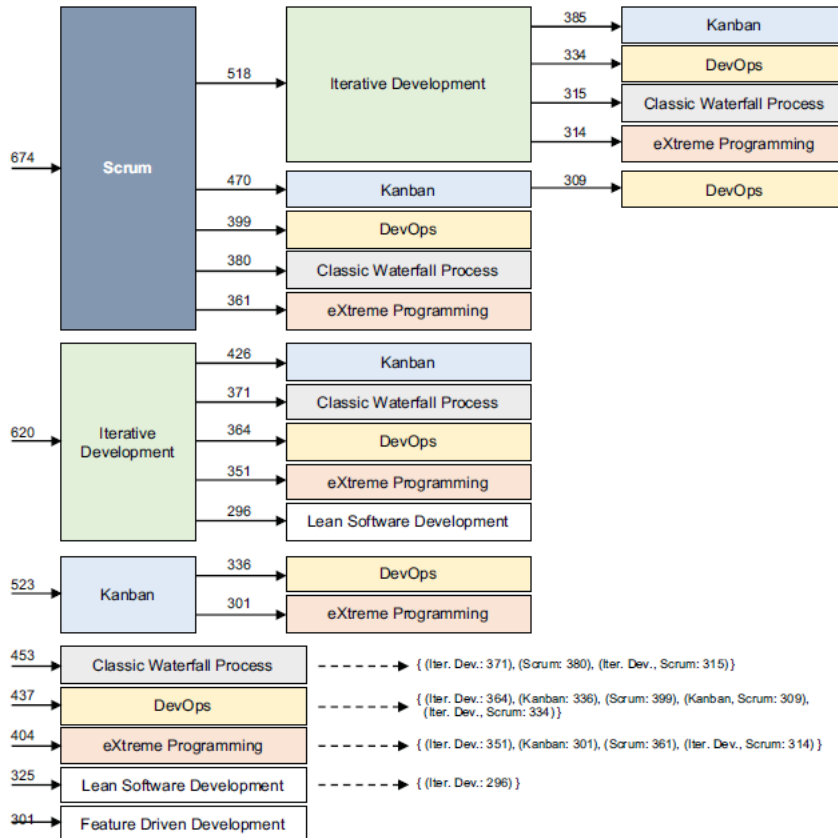 385
Kanban
334
DevOps
518
Iterative Development
315
Classic Waterfall Process
314
eXtreme Programming
674
Scrum
470
Kanban
309
DevOps
399
DevOps
380
Classic Waterfall Process
361
eXtreme Programming
426
Kanban
371
Classic Waterfall Process
620
Iterative
Development
364
DevOps
351
eXtreme Programming
296
Lean Software Development
523
Kanban
336
DevOps
301
eXtreme Programming
453
Classic Waterfall Process
{ (Iter. Dev.: 371), (Scrum: 380), (Iter. Dev., Scrum: 315) }
437
DevOps
{ (Iter. Dev.: 364), (Kanban: 336), (Scrum: 399), (Kanban, Scrum: 309),
(Iter. Dev., Scrum: 334) }
404
eXtreme Programming
{ (Iter. Dev.: 351), (Kanban: 301), (Scrum: 361), (Iter. Dev., Scrum: 314) }
325
Lean Software Development
{ (Iter. Dev.: 296) }
301
Feature Driven Development